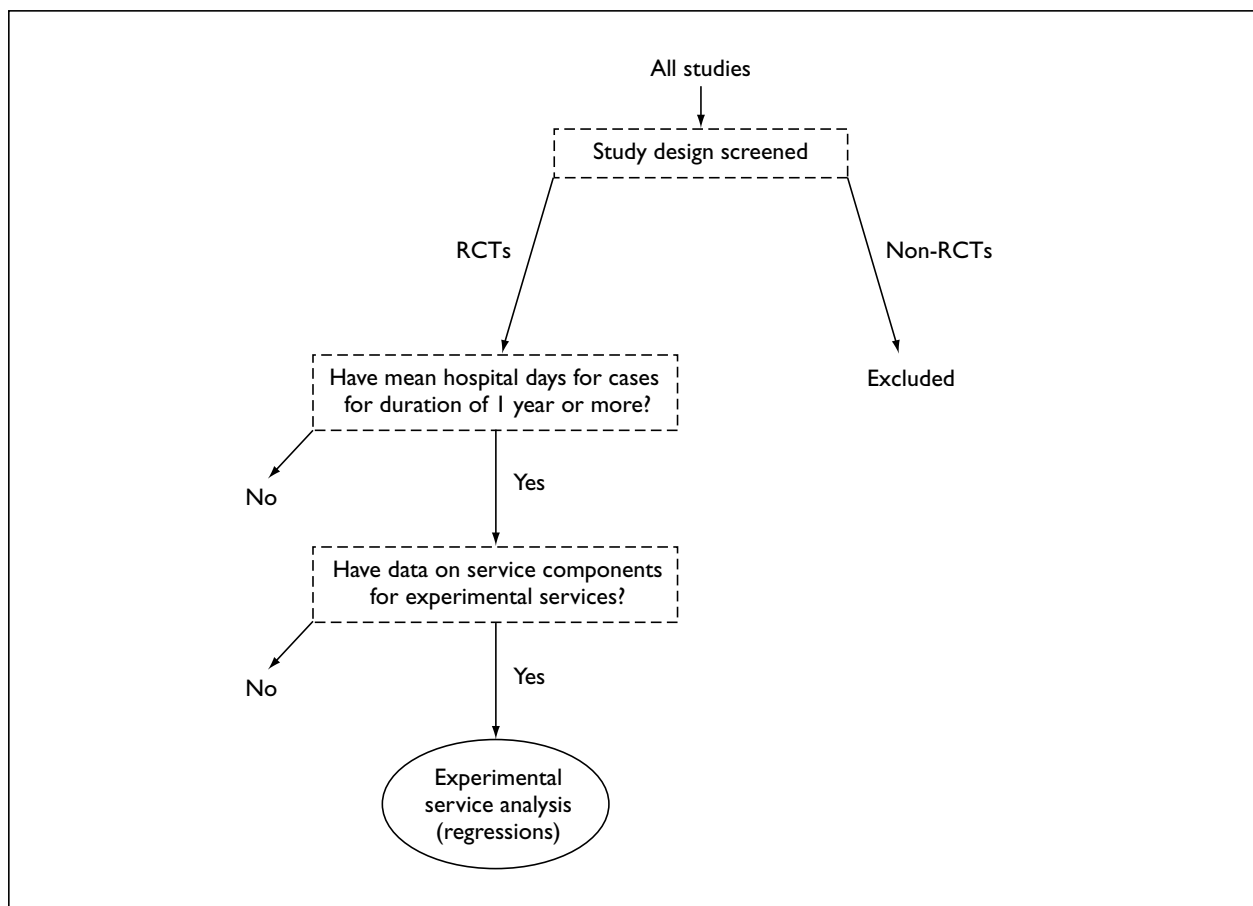 All studies
Study design screened
RCTs
Non-RCTs
Have mean hospital days for cases
for duration of 1 year or more?
Excluded
No
Yes
Have data on service components
for experimental services?
No
Yes
Experimental
service analysis
(regressions)